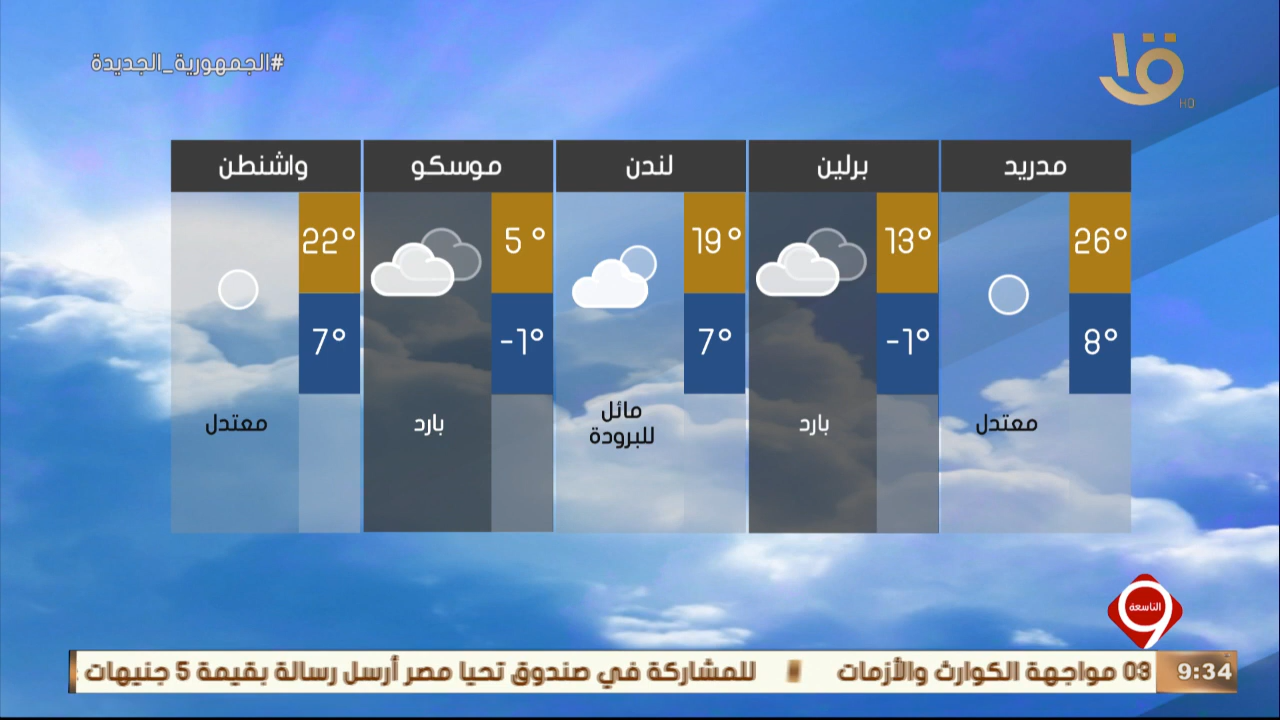 #الجمهورية_الجديدة
HD
مدريد
26°
8°
معتدل
برلين
13°
-1°
بارد
لندن
19°
7°
مائل
للبرودة
موسكو
5°
-1°
بارد
واشنطن
22°
7°
معتدل
التاسعة
9
9:34
03 مواجهة الكوارث والأزمات
للمشاركة في صندوق تحيا مصر أرسل رسالة بقيمة 5 جنيهات